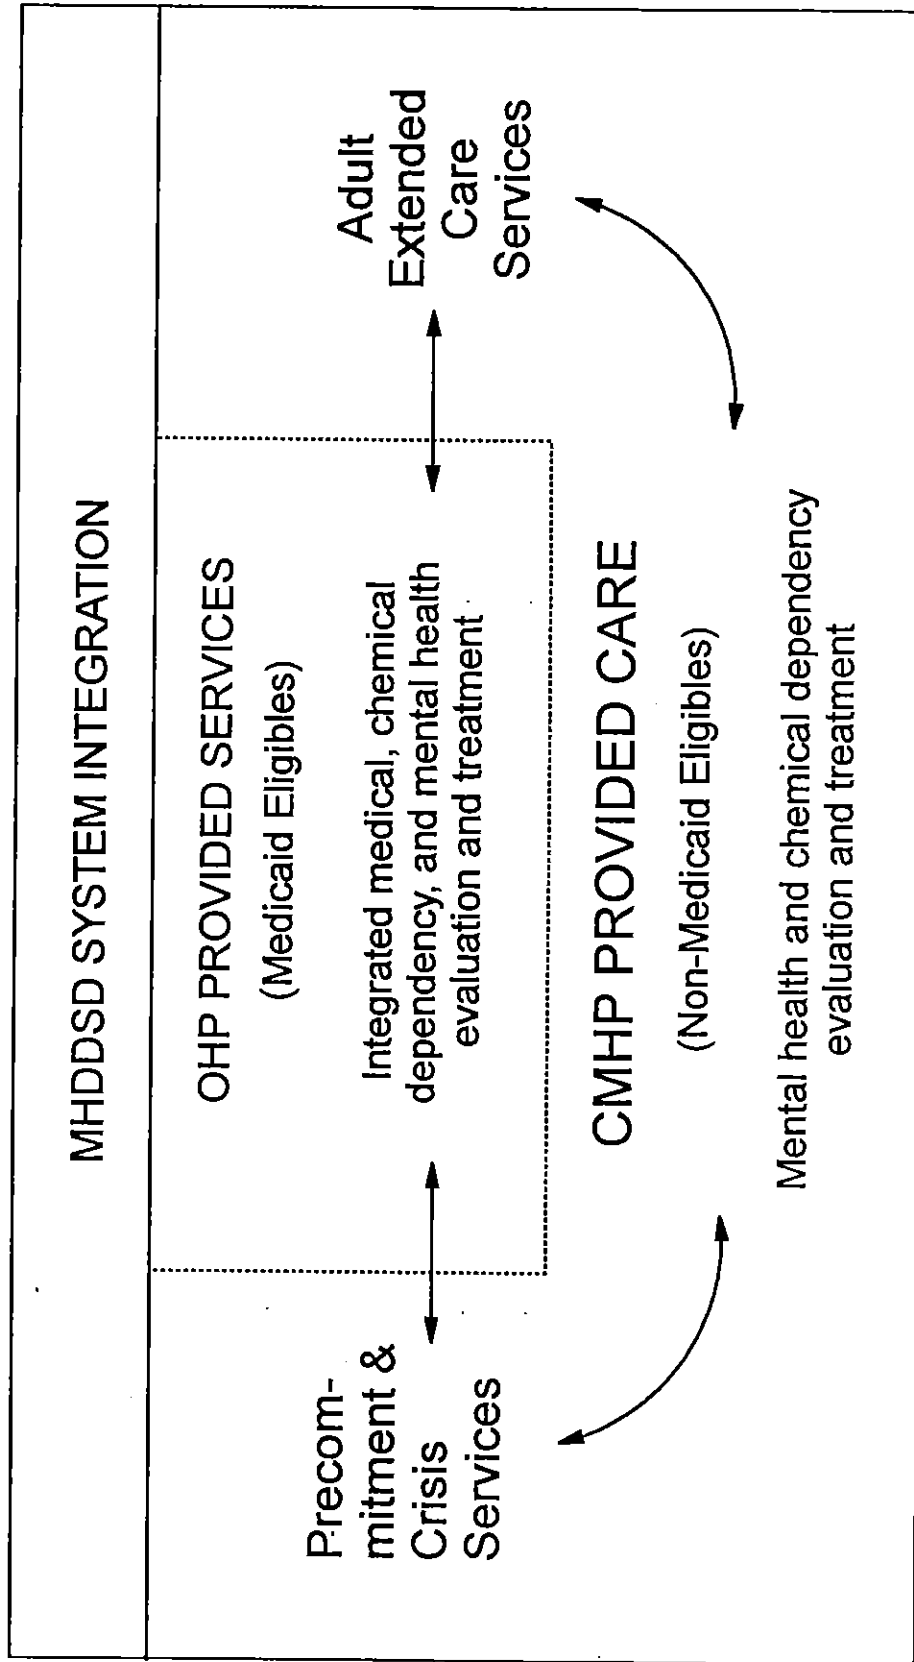 MHDDSD SYSTEM INTEGRATION
OHP PROVIDED SERVICES
(Medicaid Eligibles)
Integrated medical, chemical
dependency, and mental health
evaluation and treatment
Precom-
mitment &
Crisis
Services
Adult
Extended
Care
Services
CMHP PROVIDED CARE
(Non-Medicaid Eligibles)
Mental health and chemical dependency
evaluation and treatment